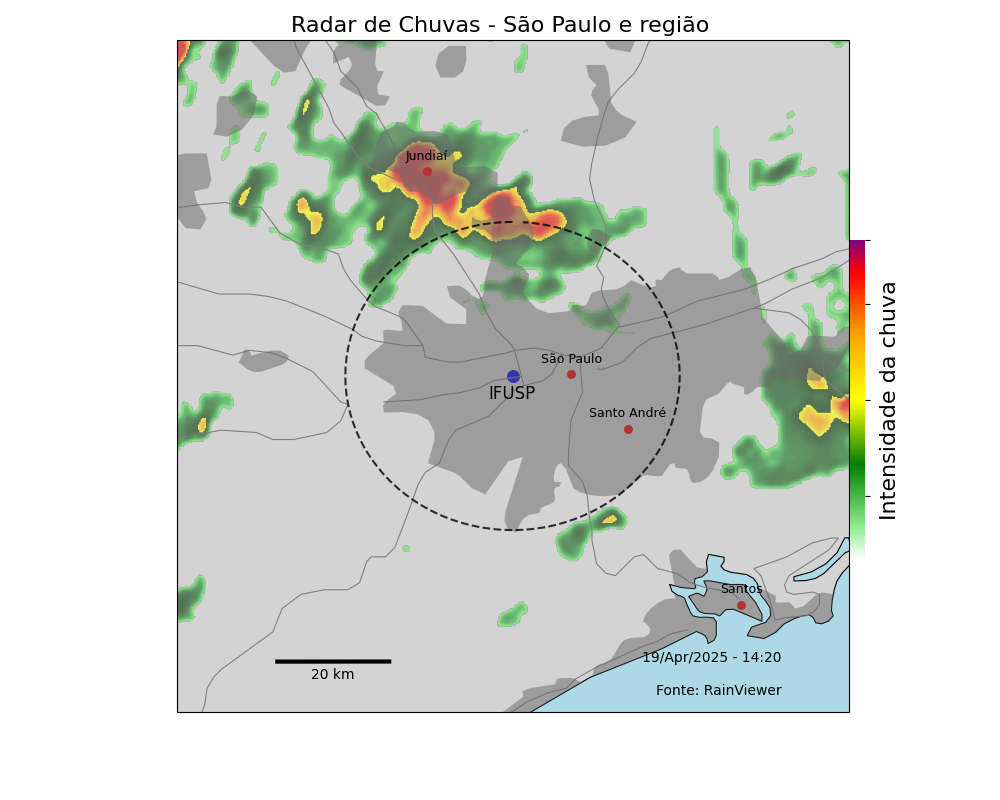 Radar de Chuvas - São Paulo e região
Jundiaí
São Paulo
IFUSP
Santo André
Santos
19/Apr/2025 - 14:20
20 km
Fonte: RainViewer
Intensidade da chuva